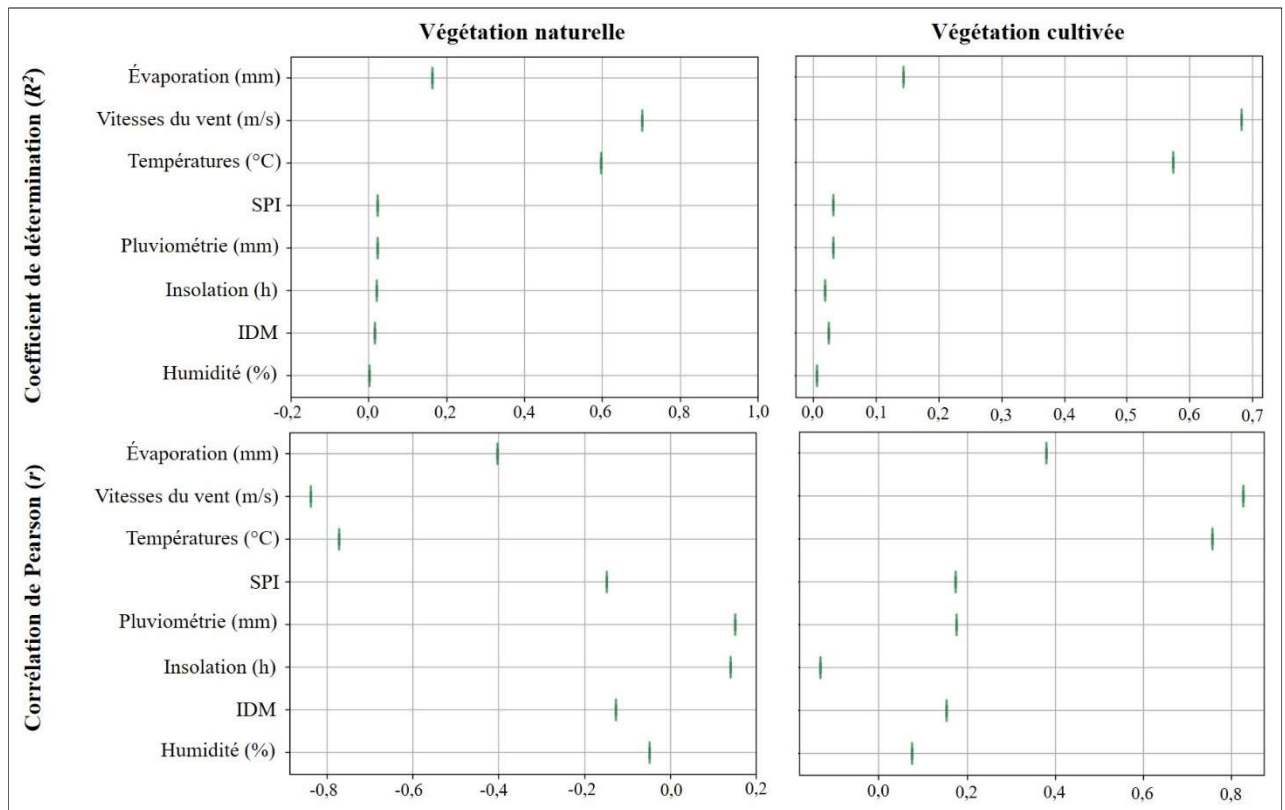 Végétation naturelle
Végétation cultivée
Coefficient de détermination (R²)
Évaporation (mm)
Vitesses du vent (m/s)
Températures (°C)
SPI
Pluviométrie (mm)
Insolation (h)
IDM
Humidité (%)
-0,2 0,0 0,2 0,4 0,6 0,8 1,0
0,0 0,1 0,2 0,3 0,4 0,5 0,6 0,7
Corrélation de Pearson (r)
Évaporation (mm)
Vitesses du vent (m/s)
Températures (°C)
SPI
Pluviométrie (mm)
Insolation (h)
IDM
Humidité (%)
-0,8 -0,6 -0,4 -0,2 -0,0 0,2
0,0 0,2 0,4 0,6 0,8